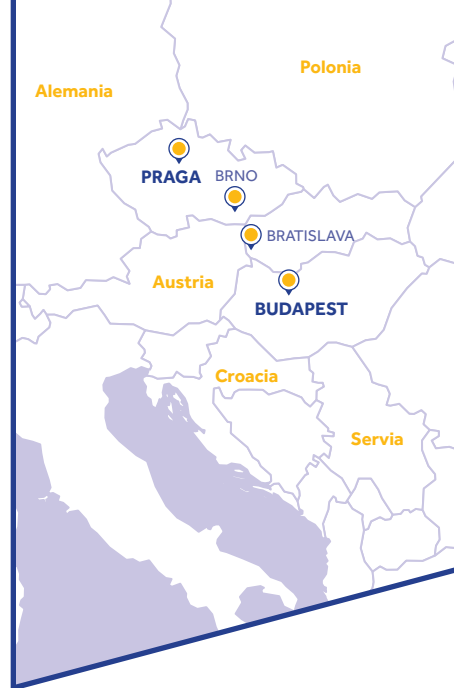 Polonia
Alemania
PRAGA
BRNO
BRATISLAVA
Austria
BUDAPEST
Croacia
Servia